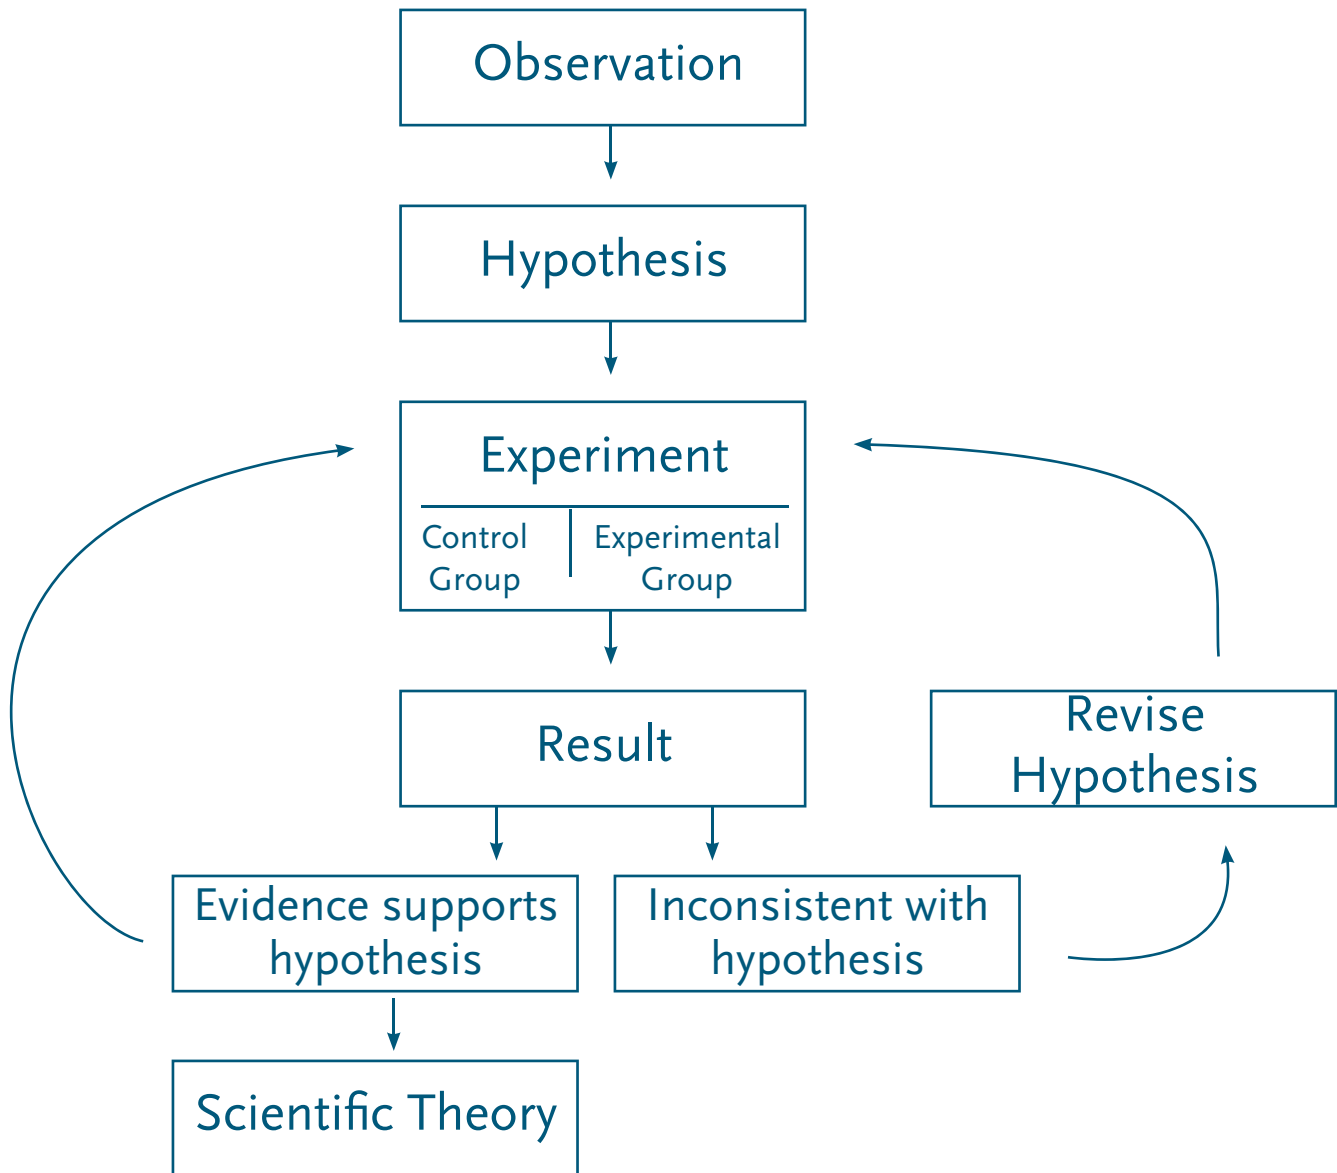 Observation
Hypothesis
Experiment
Control
Group
Experimental
Group
Result
Revise
Hypothesis
Evidence supports
hypothesis
Inconsistent with
hypothesis
Scientific Theory